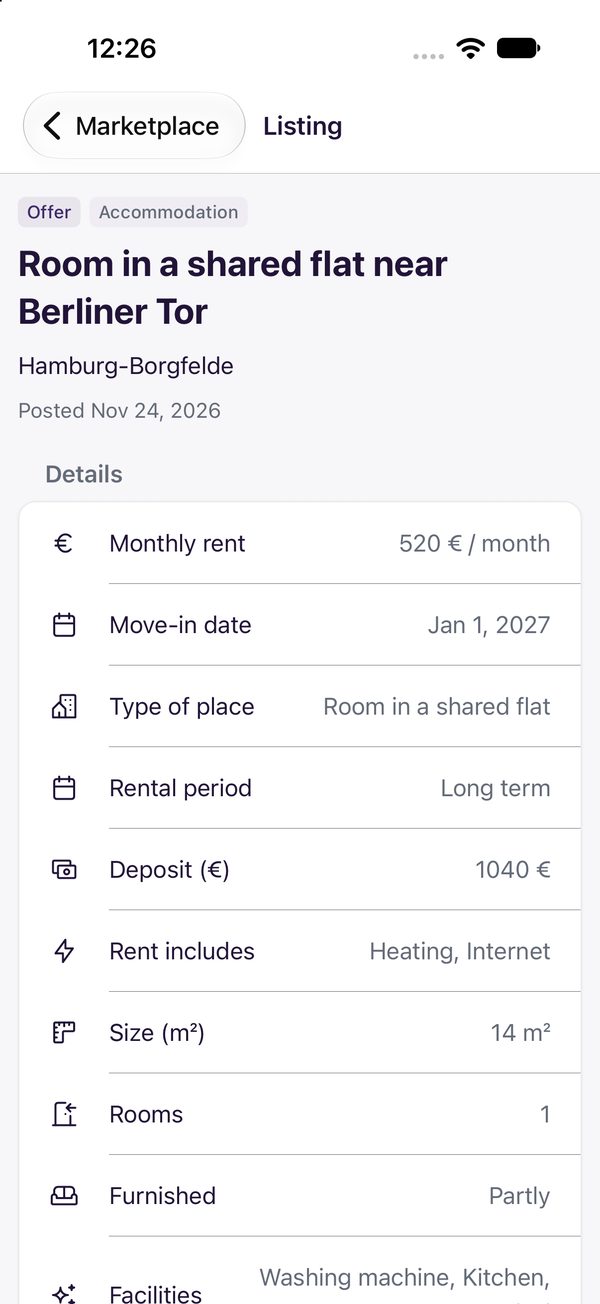 12:26
Marketplace
Listing
Offer
Accommodation
Room in a shared flat near
Berliner Tor
Hamburg-Borgfelde
Posted Nov 24, 2026
Details
€ Monthly rent 520 € / month
Move-in date Jan 1, 2027
Type of place Room in a shared flat
Rental period Long term
Deposit (€) 1040 €
Rent includes Heating, Internet
Size (m²) 14 m²
Rooms 1
Furnished Partly
Facilities Washing machine, Kitchen,